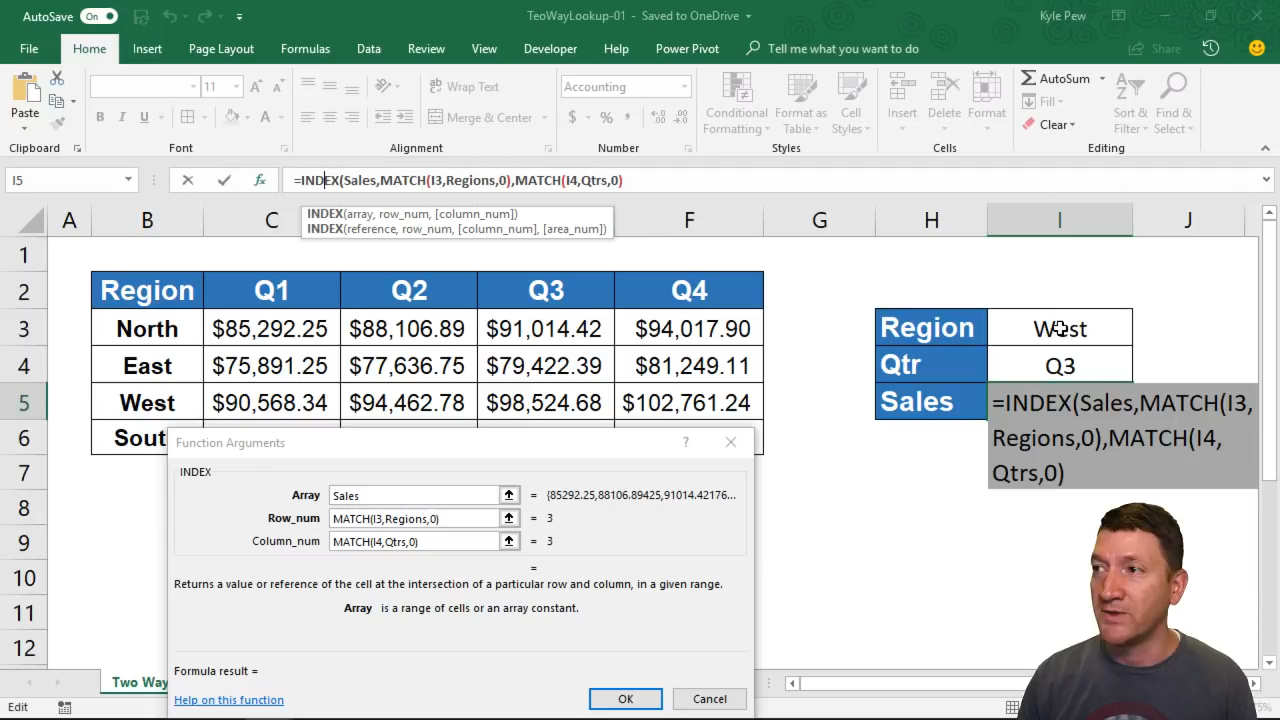 AutoSave On TeoWayLookup-01 - Saved to OneDrive Kyle Pew
File Home Insert Page Layout Formulas Data Review View Developer Help Power Pivot Tell me what you want to do Share
Paste
11
Wrap Text
Merge & Center
Accounting
$ % ,
Conditional Formatting
Format as Table
Cell Styles
Insert Delete Format
AutoSum
Fill
Clear
Sort & Filter
Find & Select
B I U
Clipboard Font Alignment Number Styles Cells Editing
I5 fx =INDEX(Sales,MATCH(I3,Regions,0),MATCH(I4,Qtrs,0)
INDEX(array, row_num, [column_num])
INDEX(reference, row_num, [column_num], [area_num])
A B C F G H I J
1
2 Region Q1 Q2 Q3 Q4
3 North $85,292.25 $88,106.89 $91,014.42 $94,017.90 Region West
4 East $75,891.25 $77,636.75 $79,422.39 $81,249.11 Qtr Q3
5 West $90,568.34 $94,462.78 $98,524.68 $102,761.24 Sales =INDEX(Sales,MATCH(I3,
6 Sout Regions,0),MATCH(I4,
7 Qtrs,0)
8
9
10
11
12
Function Arguments ?
INDEX
Array Sales = {85292.25,88106.89425,91014.42176...
Row_num MATCH(I3,Regions,0) = 3
Column_num MATCH(I4,Qtrs,0) = 3
=
Returns a value or reference of the cell at the intersection of a particular row and column, in a given range.
Array is a range of cells or an array constant.
Formula result =
Help on this function OK Cancel
Two Way
Edit